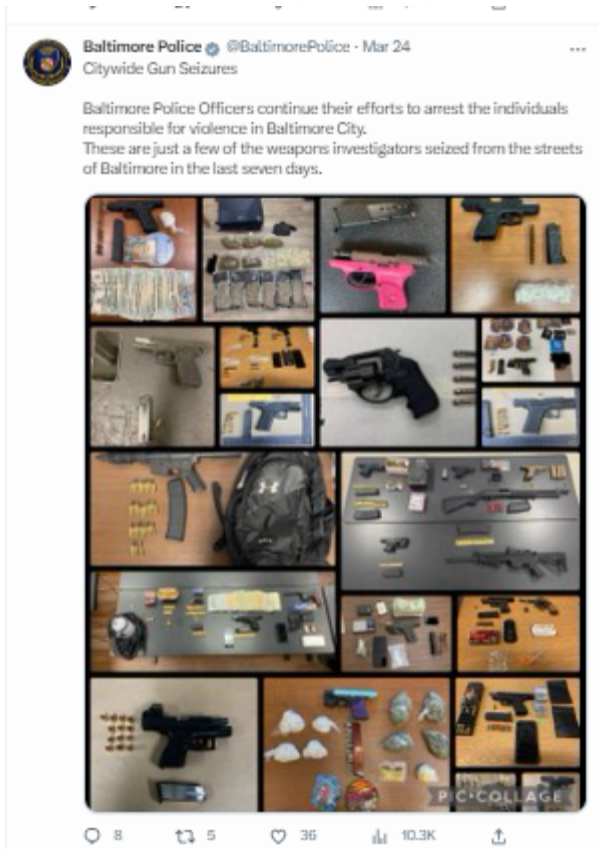 Baltimore Police @BaltimorePolice · Mar 24
Citywide Gun Seizures
Baltimore Police Officers continue their efforts to arrest the individuals
responsible for violence in Baltimore City.
These are just a few of the weapons investigators seized from the streets
of Baltimore in the last seven days.
PIC•COLLAGE
8 5 36 10.3K